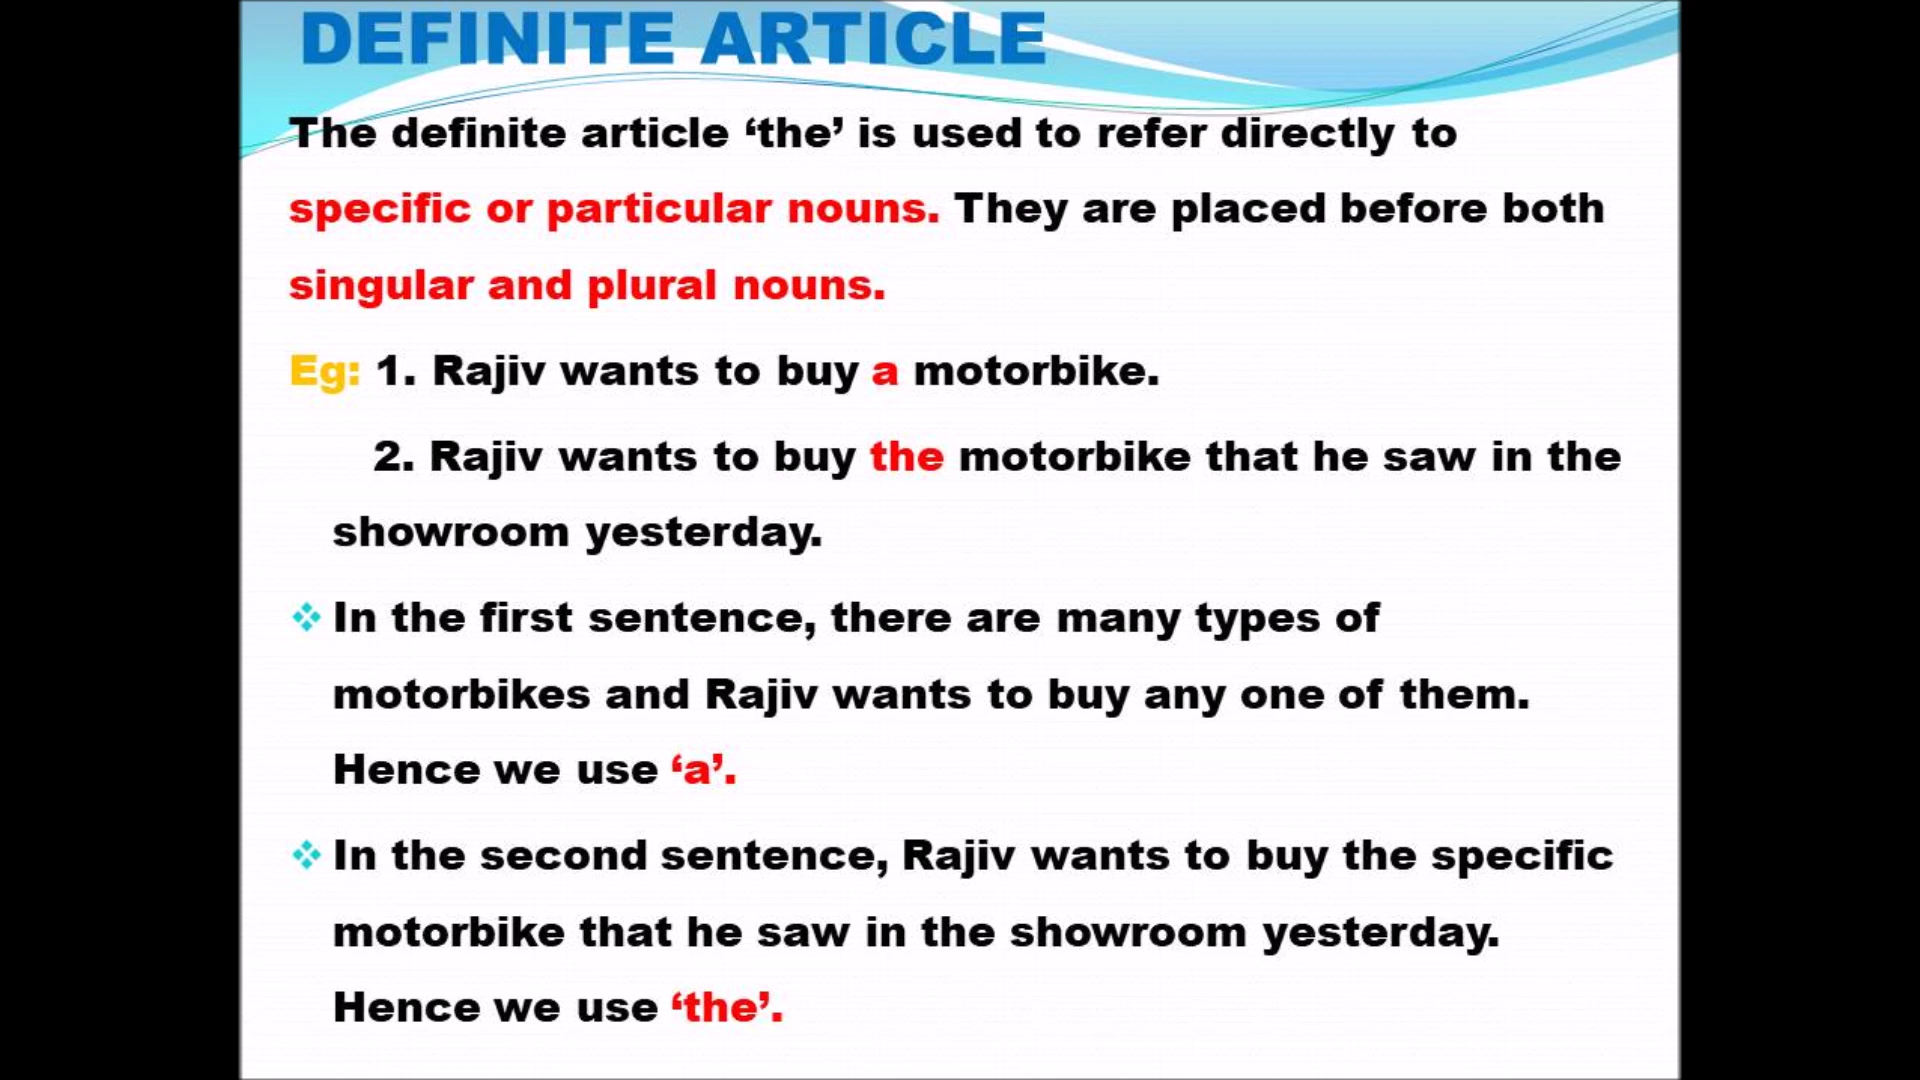 DEFINITE ARTICLE
The definite article ‘the’ is used to refer directly to
specific or particular nouns. They are placed before both
singular and plural nouns.
Eg: 1. Rajiv wants to buy a motorbike.
2. Rajiv wants to buy the motorbike that he saw in the
showroom yesterday.
❖ In the first sentence, there are many types of
motorbikes and Rajiv wants to buy any one of them.
Hence we use ‘a’.
❖ In the second sentence, Rajiv wants to buy the specific
motorbike that he saw in the showroom yesterday.
Hence we use ‘the’.